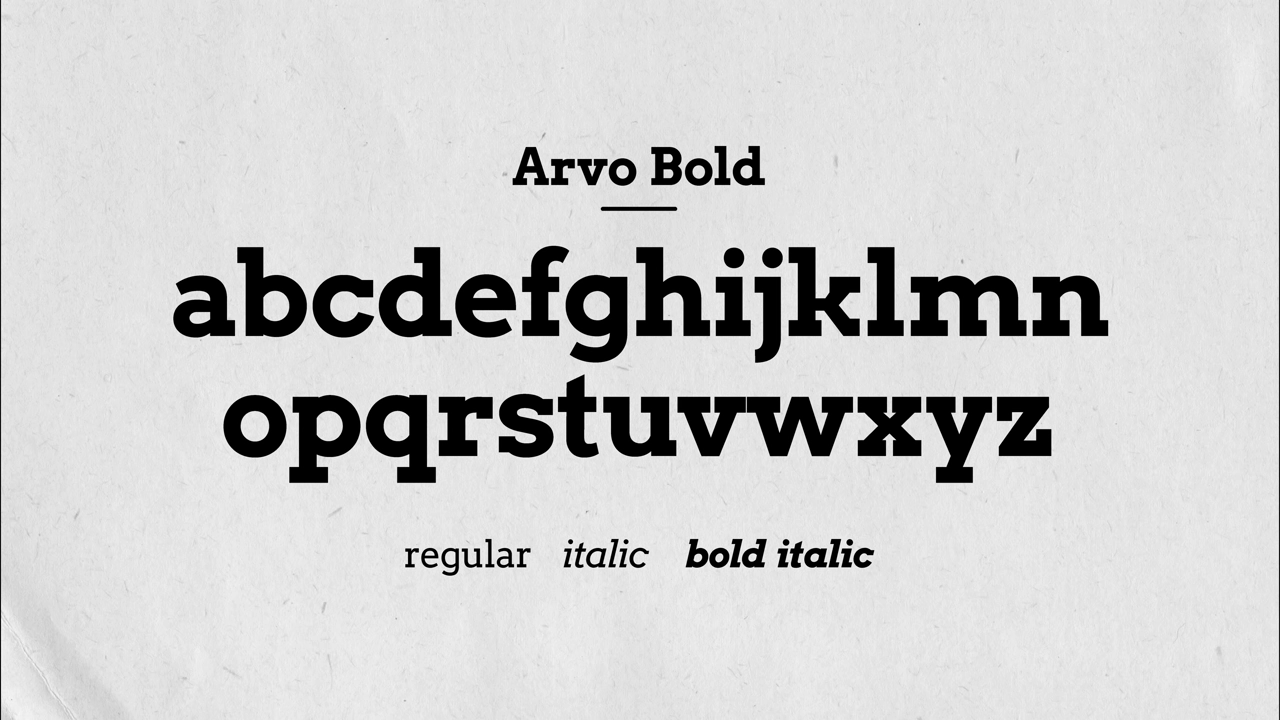 Arvo Bold
abcdefghijklmn
opqrstuvwxyz
regular italic bold italic